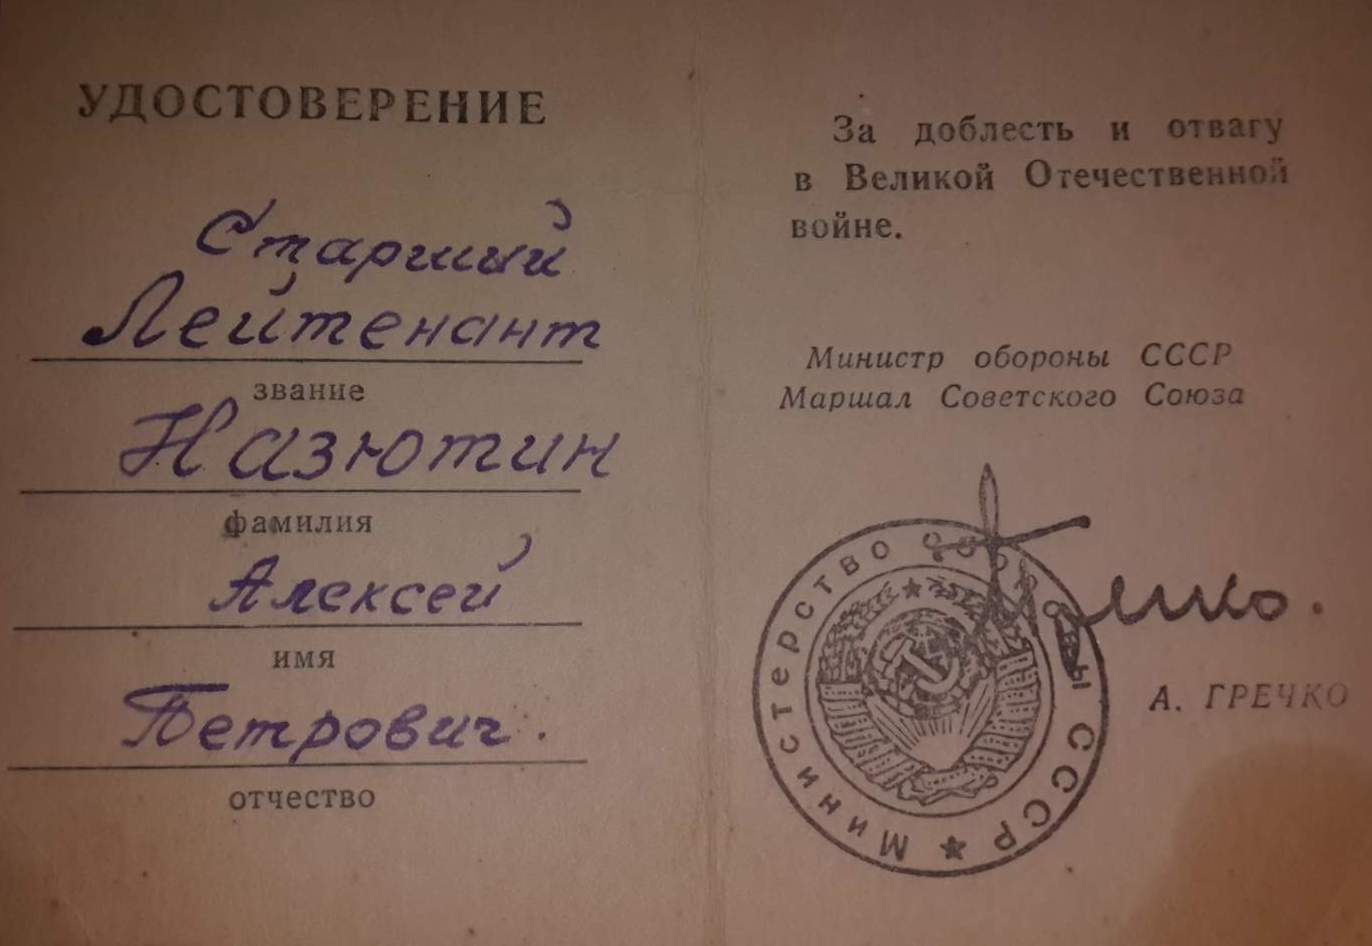 УДОСТОВЕРЕНИЕ
Старший
Лейтенант
звание
Назютин
фамилия
Алексей
имя
Петрович.
отчество
За доблесть и отвагу
в Великой Отечественной
войне.
Министр обороны СССР
Маршал Советского Союза
Гречко.
Министерство обороны СССР
А. ГРЕЧКО